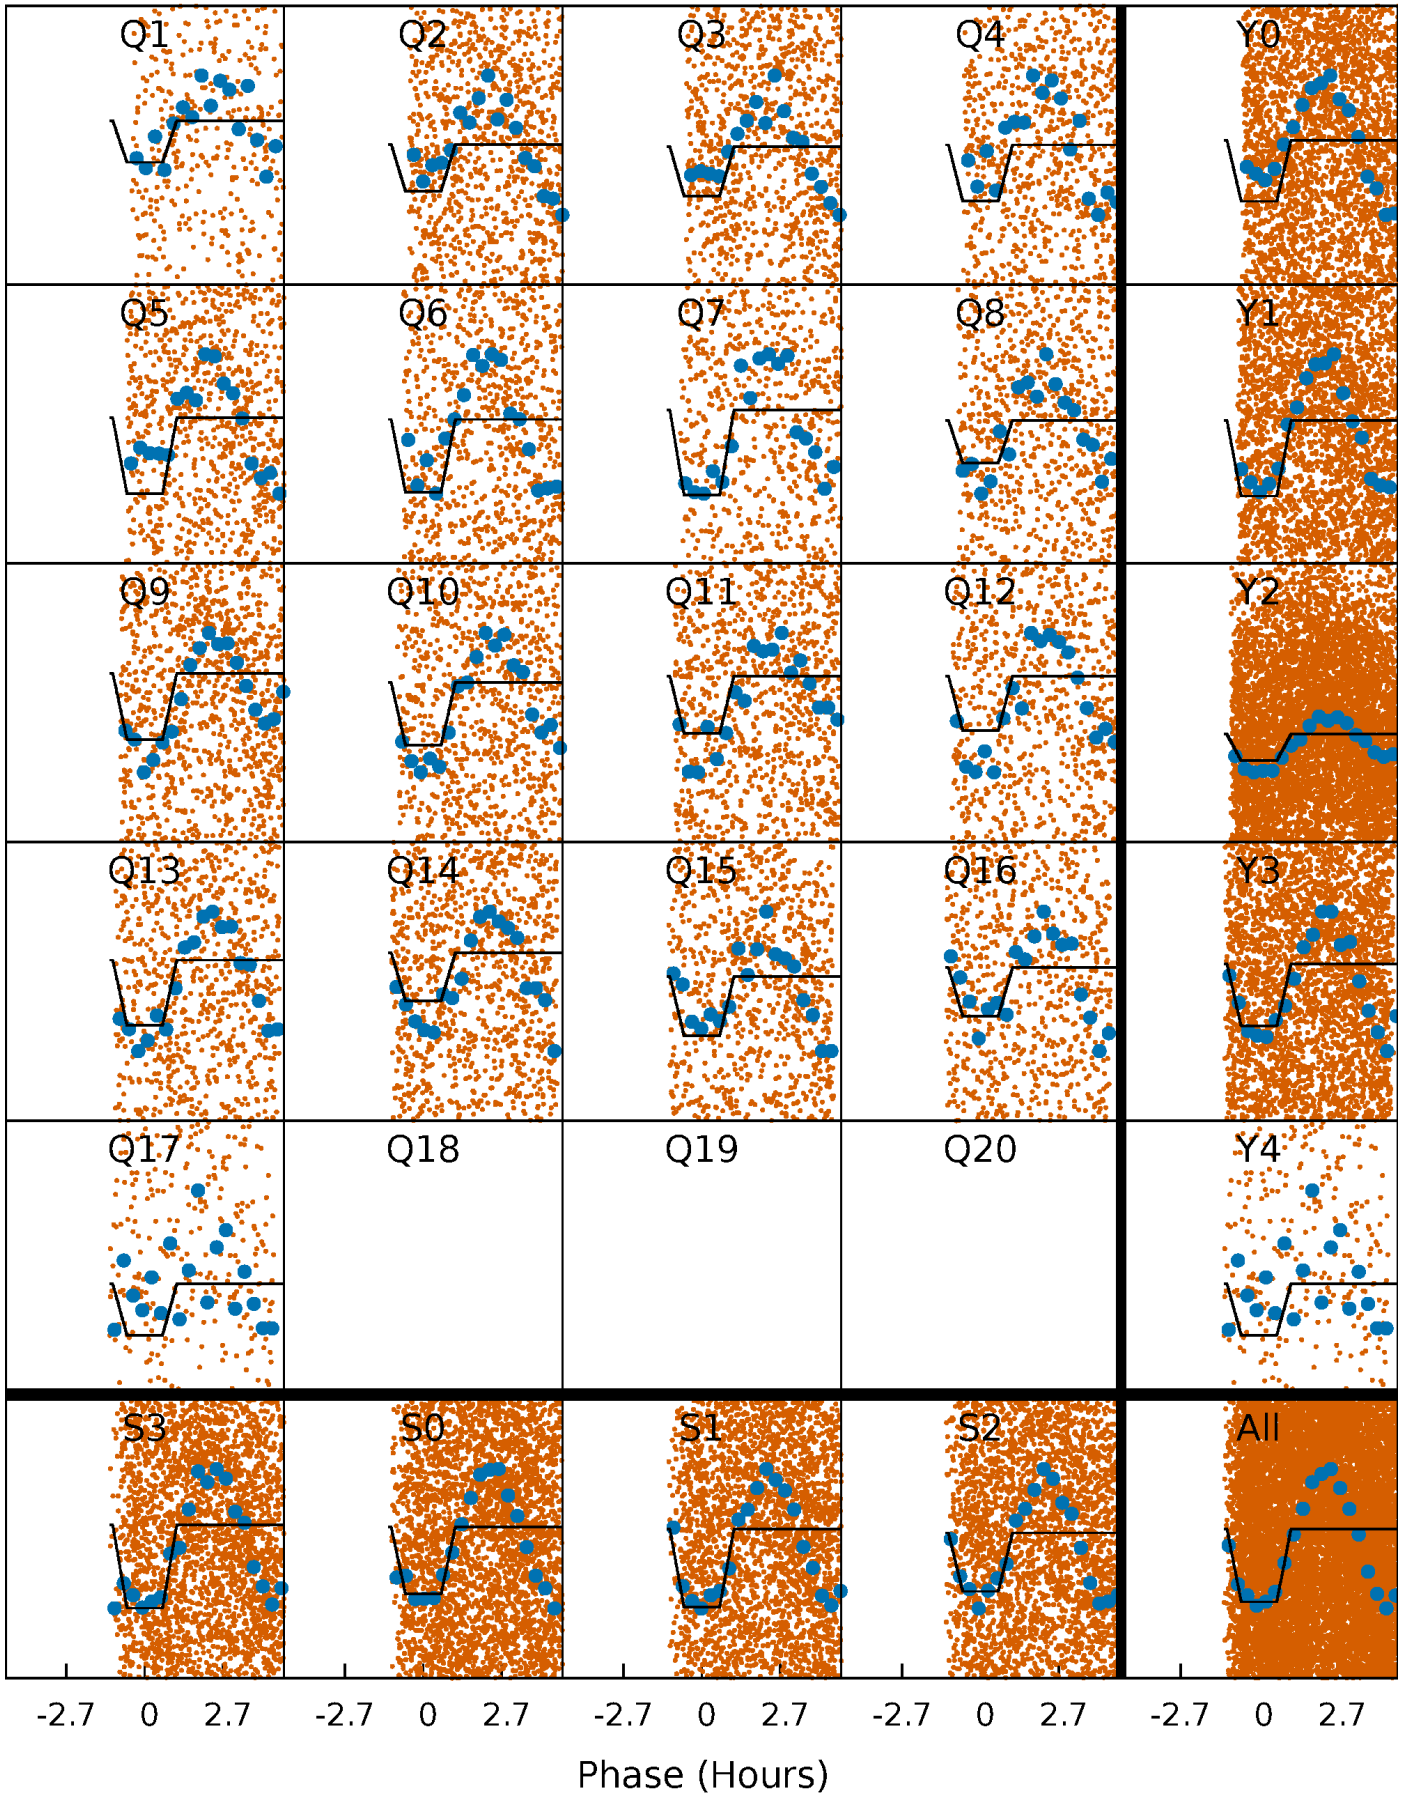 Q1 Q2 Q3 Q4 Y0
Q5 Q6 Q7 Q8 Y1
Q9 Q10 Q11 Q12 Y2
Q13 Q14 Q15 Q16 Y3
Q17 Q18 Q19 Q20 Y4
S3 S0 S1 S2 All
-2.7 0 2.7 -2.7 0 2.7 -2.7 0 2.7 -2.7 0 2.7 -2.7 0 2.7
Phase (Hours)